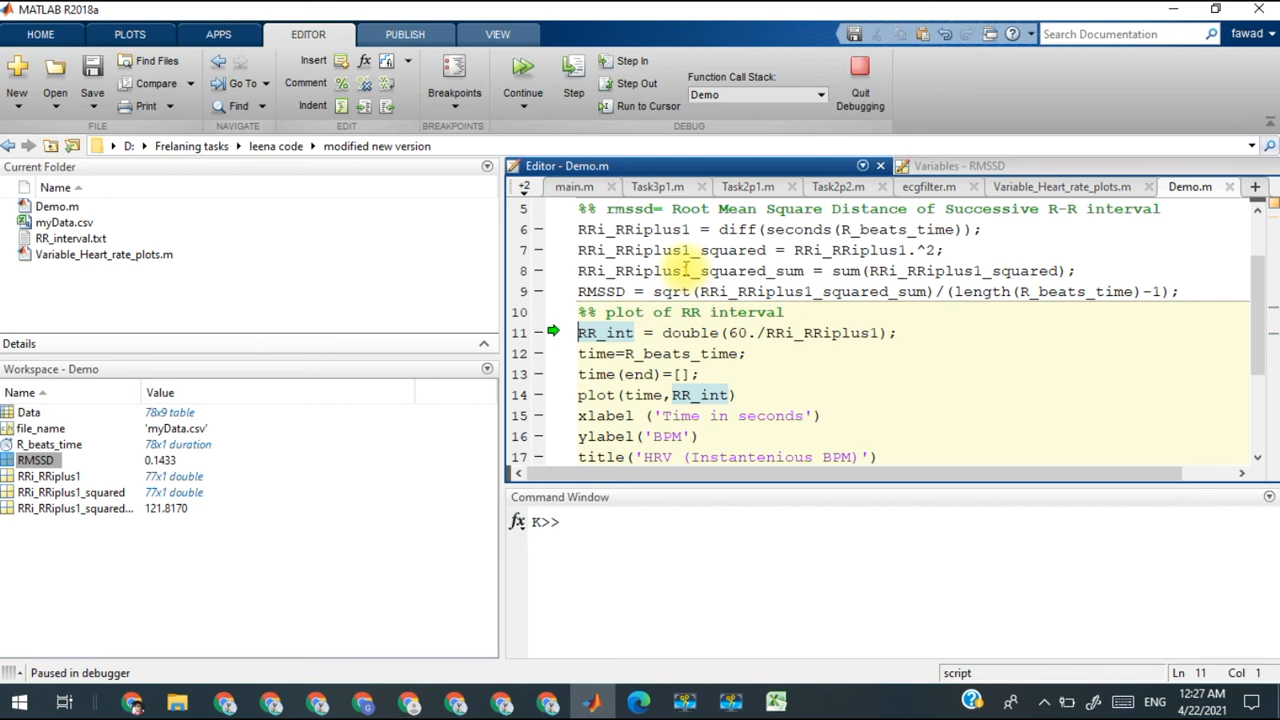 MATLAB R2018a
HOME PLOTS APPS EDITOR PUBLISH VIEW
Search Documentation
fawad
New
Open
Save
Find Files
Compare
Print
FILE
Go To
Find
NAVIGATE
Insert
Comment
Indent
EDIT
Breakpoints
BREAKPOINTS
Continue
Step
Step In
Step Out
Run to Cursor
Function Call Stack:
Demo
DEBUG
Quit
Debugging
D: Frelaning tasks leena code modified new version
Current Folder
Name
Demo.m
myData.csv
RR_interval.txt
Variable_Heart_rate_plots.m
Details
Workspace - Demo
Name Value
Data 78x9 table
file_name 'myData.csv'
R_beats_time 78x1 duration
RMSSD 0.1433
RRi_RRiplus1 77x1 double
RRi_RRiplus1_squared 77x1 double
RRi_RRiplus1_squared... 121.8170
Editor - Demo.m
Variables - RMSSD
+2 main.m Task3p1.m Task2p1.m Task2p2.m ecgfilter.m Variable_Heart_rate_plots.m Demo.m
5 %% rmssd= Root Mean Square Distance of Successive R-R interval
6 RRi_RRiplus1 = diff(seconds(R_beats_time));
7 RRi_RRiplus1_squared = RRi_RRiplus1.^2;
8 RRi_RRiplus1_squared_sum = sum(RRi_RRiplus1_squared);
9 RMSSD = sqrt(RRi_RRiplus1_squared_sum)/(length(R_beats_time)-1);
10 %% plot of RR interval
11 RR_int = double(60./RRi_RRiplus1);
12 time=R_beats_time;
13 time(end)=[];
14 plot(time,RR_int)
15 xlabel ('Time in seconds')
16 ylabel('BPM')
17 title('HRV (Instantenious BPM)')
Command Window
fx K>>
Paused in debugger
script
Ln 11 Col 1
ENG
12:27 AM
4/22/2021